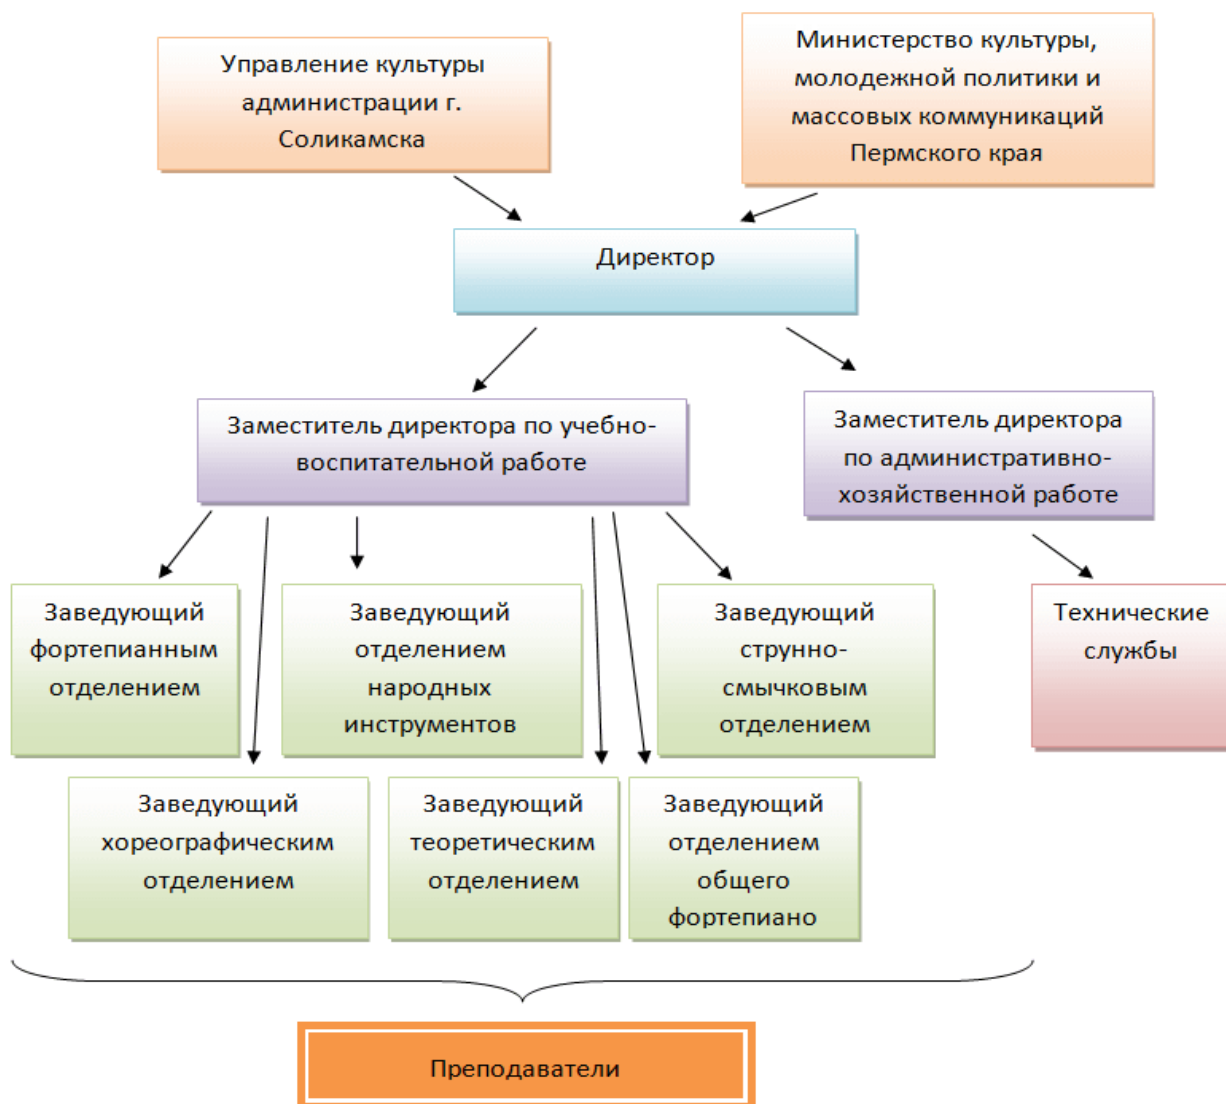 Управление культуры
администрации г.
Соликамска
Министерство культуры,
молодежной политики и
массовых коммуникаций
Пермского края
Директор
Заместитель директора по учебно-
воспитательной работе
Заместитель директора
по административно-
хозяйственной работе
Заведующий
фортепианным
отделением
Заведующий
отделением
народных
инструментов
Заведующий
струнно-
смычковым
отделением
Технические
службы
Заведующий
хореографическим
отделением
Заведующий
теоретическим
отделением
Заведующий
отделением
общего
фортепиано
Преподаватели